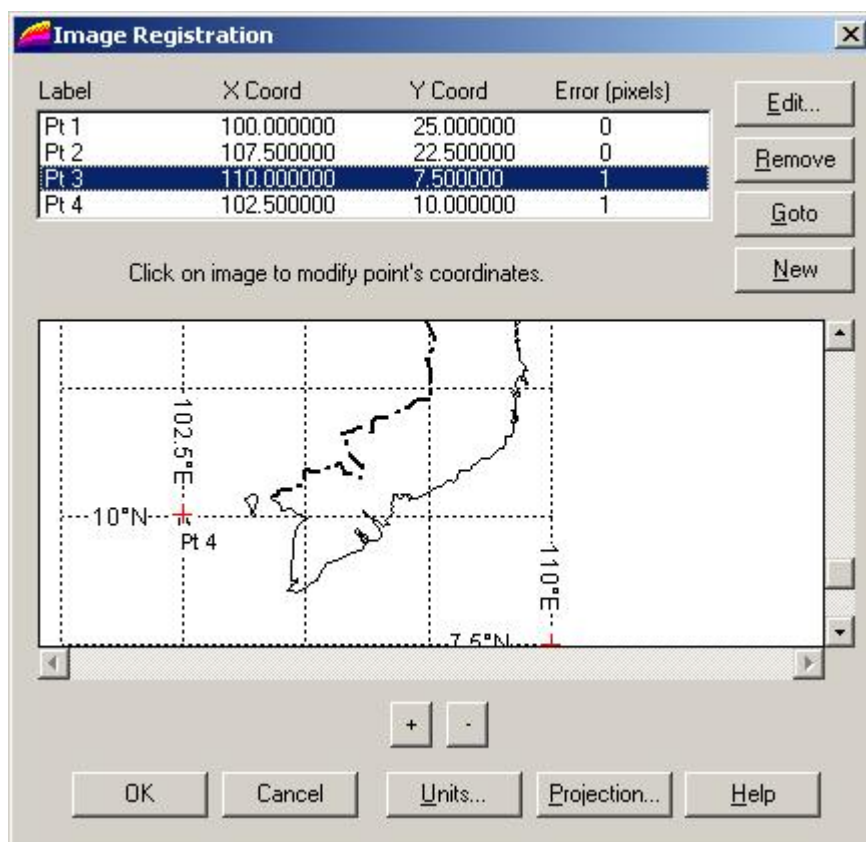 Image Registration
Label X Coord Y Coord Error (pixels)
Pt 1 100.000000 25.000000 0
Pt 2 107.500000 22.500000 0
Pt 3 110.000000 7.500000 1
Pt 4 102.500000 10.000000 1
Edit...
Remove
Goto
New
Click on image to modify point's coordinates.
102.5°E
10°N
Pt 4
110°E
7.5°N
+ -
OK Cancel Units... Projection... Help